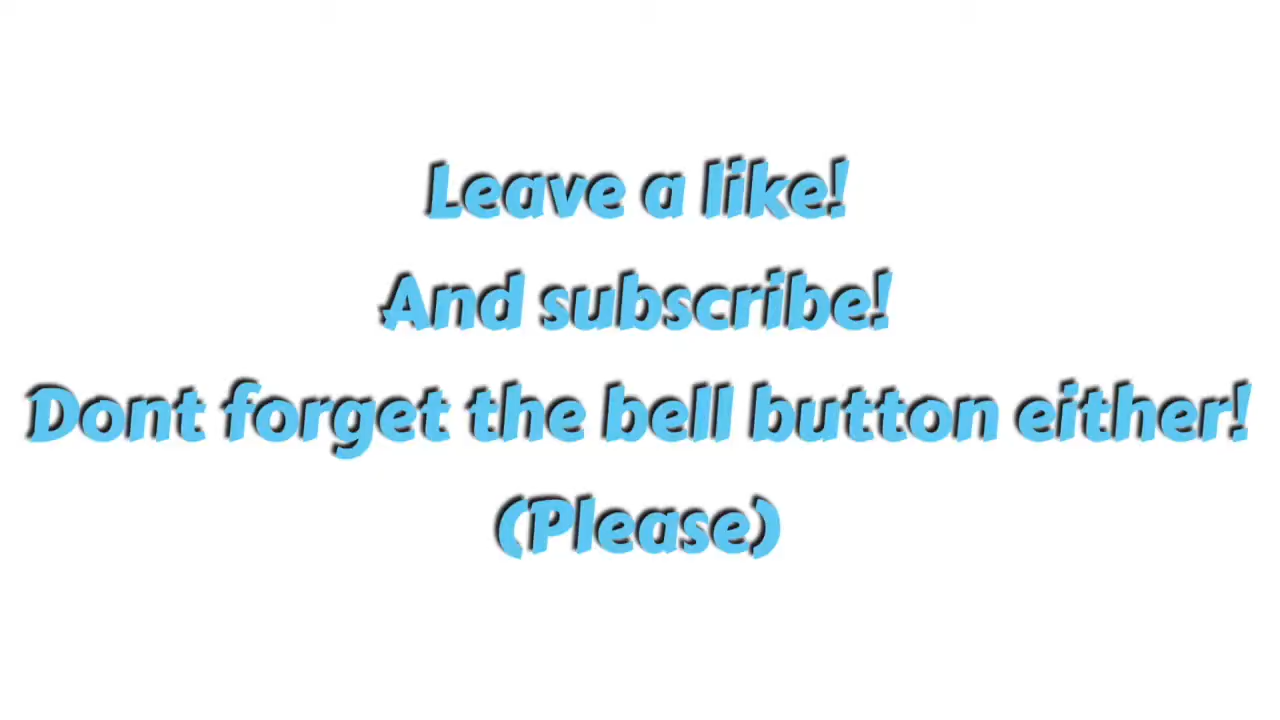 Leave a like!
And subscribe!
Dont forget the bell button either!
(Please)